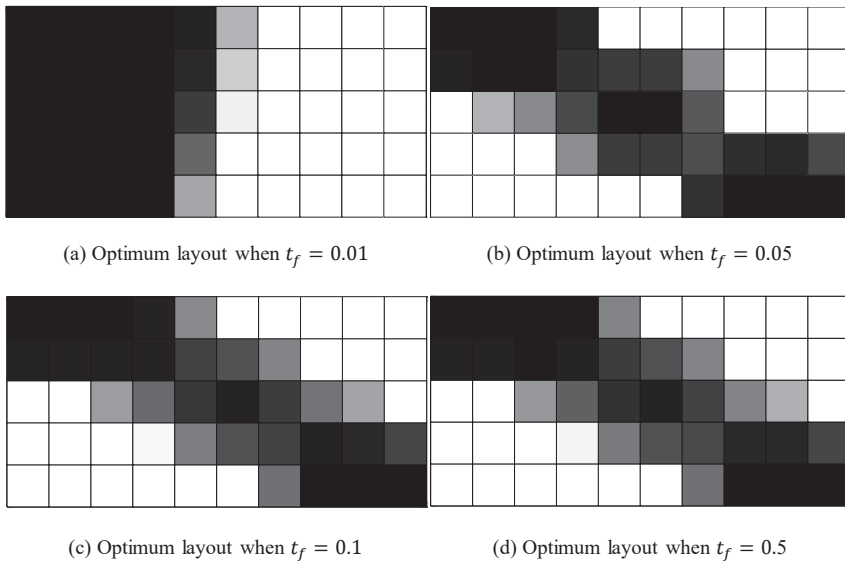 (a) Optimum layout when t_f = 0.01
(b) Optimum layout when t_f = 0.05
(c) Optimum layout when t_f = 0.1
(d) Optimum layout when t_f = 0.5